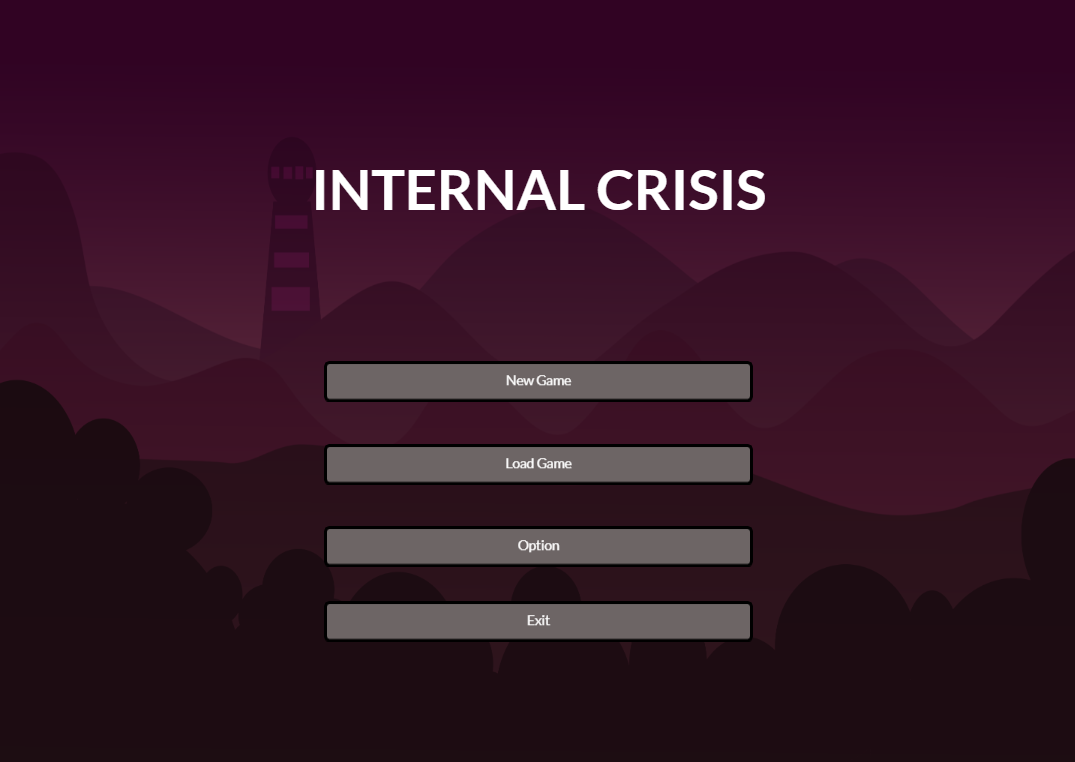 INTERNAL CRISIS
New Game
Load Game
Option
Exit